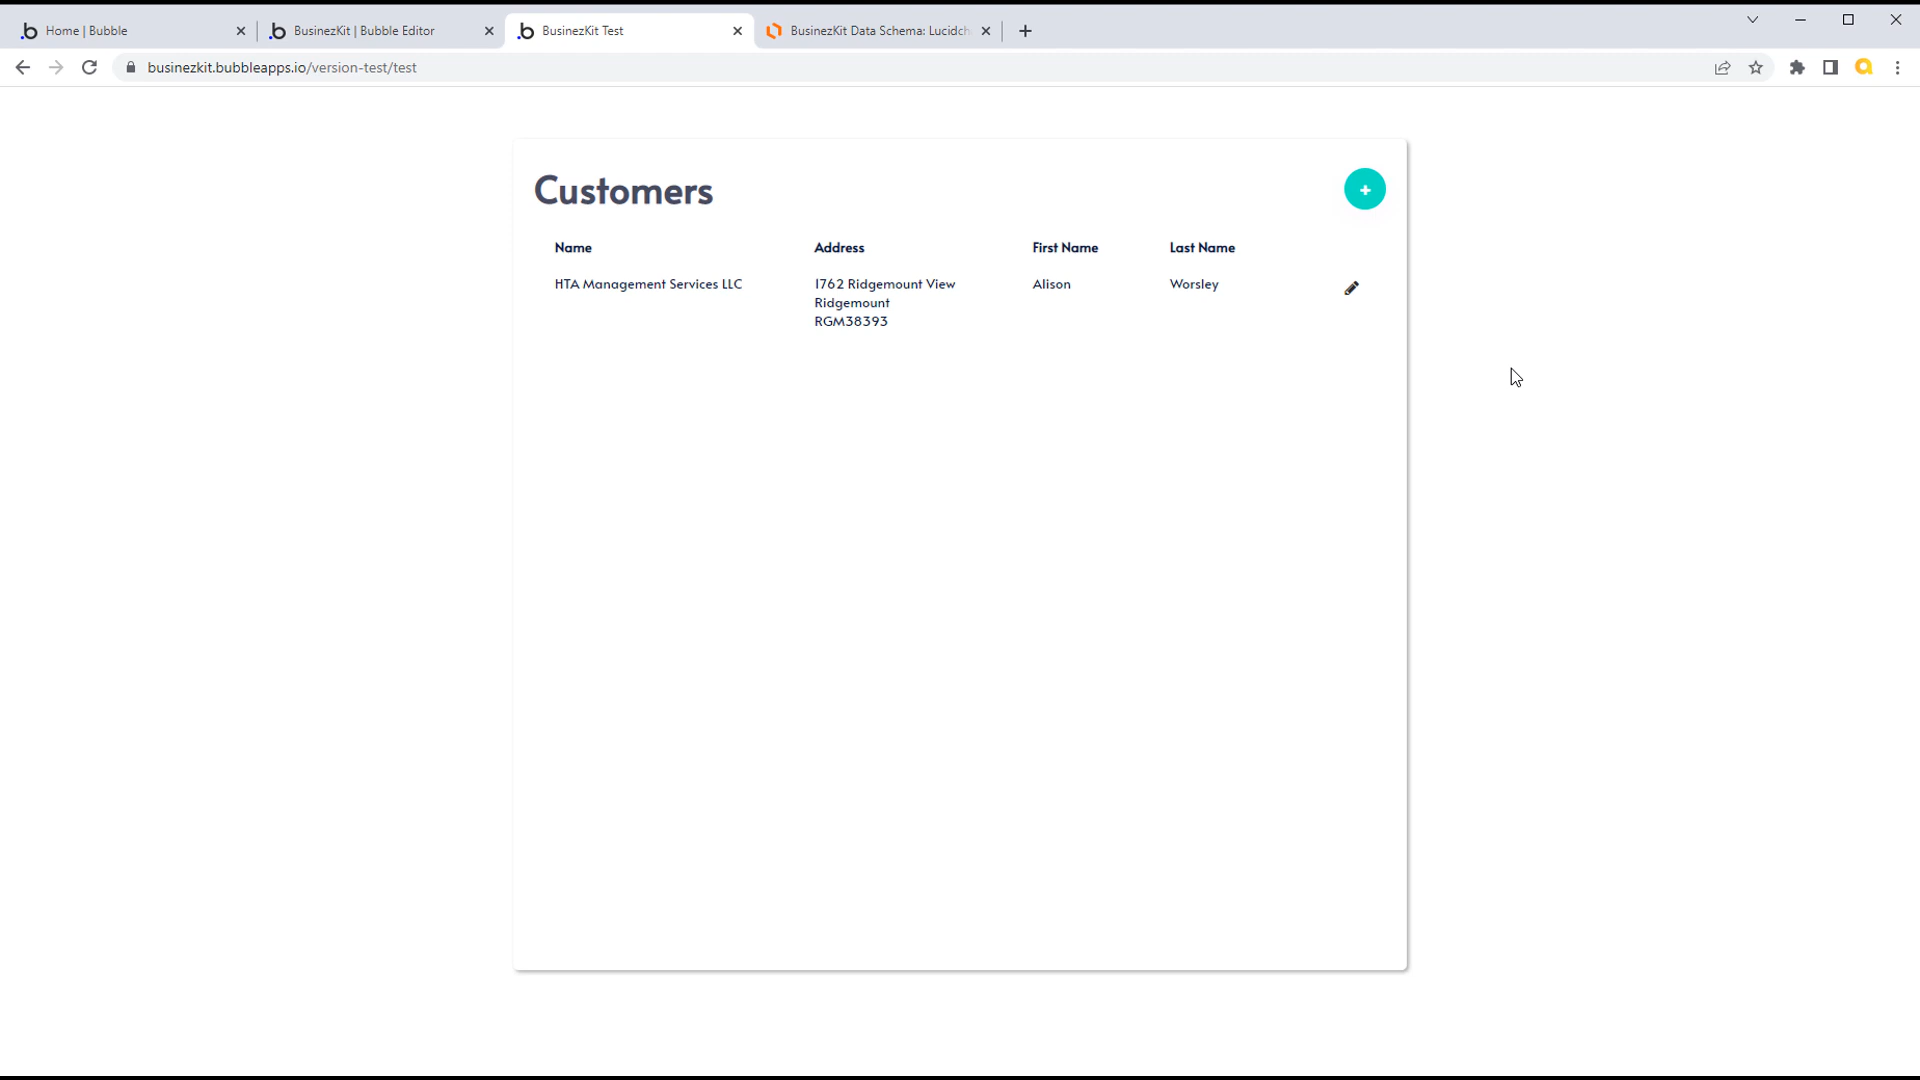 Home | Bubble
BusinezKit | Bubble Editor
BusinezKit Test
BusinezKit Data Schema: Lucidch
businezkit.bubbleapps.io/version-test/test
Customers
Name Address First Name Last Name
HTA Management Services LLC 1762 Ridgemount View Alison Worsley
Ridgemount
RGM38393